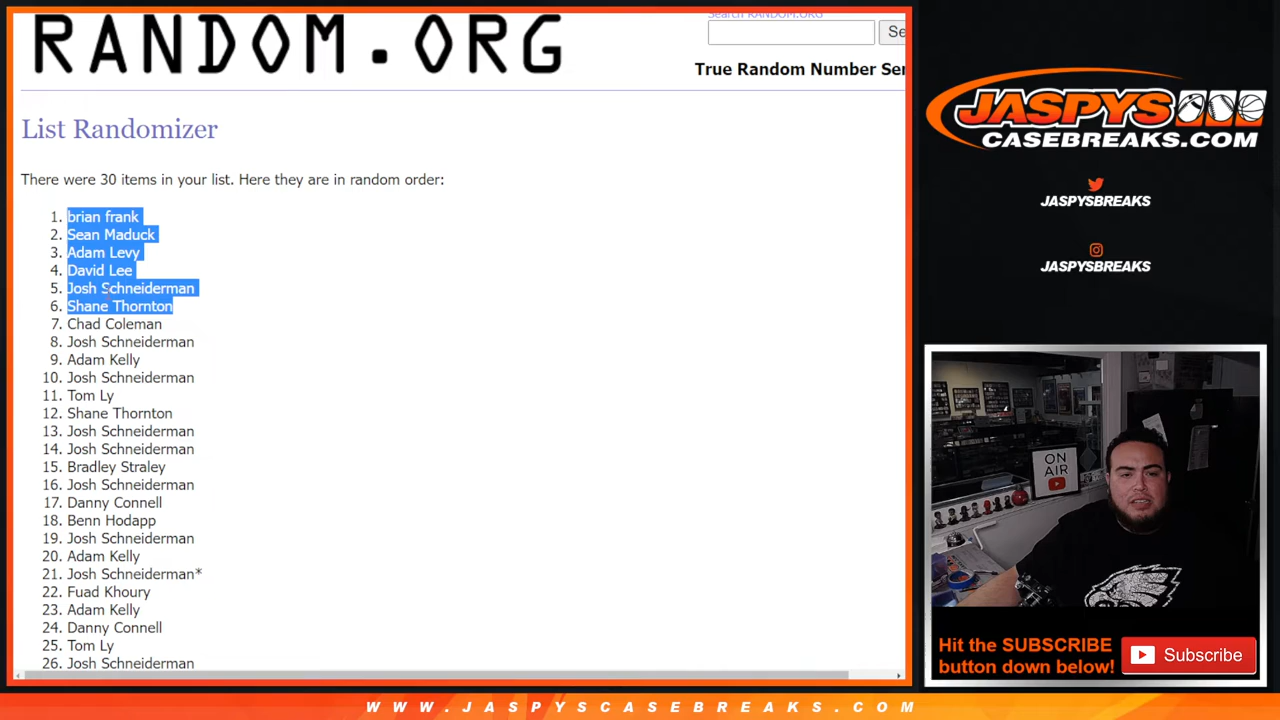 Search RANDOM.ORG
RANDOM.ORG
Se
True Random Number Ser
List Randomizer
There were 30 items in your list. Here they are in random order:
1. brian frank
2. Sean Maduck
3. Adam Levy
4. David Lee
5. Josh Schneiderman
6. Shane Thornton
7. Chad Coleman
8. Josh Schneiderman
9. Adam Kelly
10. Josh Schneiderman
11. Tom Ly
12. Shane Thornton
13. Josh Schneiderman
14. Josh Schneiderman
15. Bradley Straley
16. Josh Schneiderman
17. Danny Connell
18. Benn Hodapp
19. Josh Schneiderman
20. Adam Kelly
21. Josh Schneiderman*
22. Fuad Khoury
23. Adam Kelly
24. Danny Connell
25. Tom Ly
26. Josh Schneiderman
JASPYS
CASEBREAKS.COM
JASPYSBREAKS
JASPYSBREAKS
ON
AIR
Hit the SUBSCRIBE
button down below!
Subscribe
WWW.JASPYSCASEBREAKS.COM